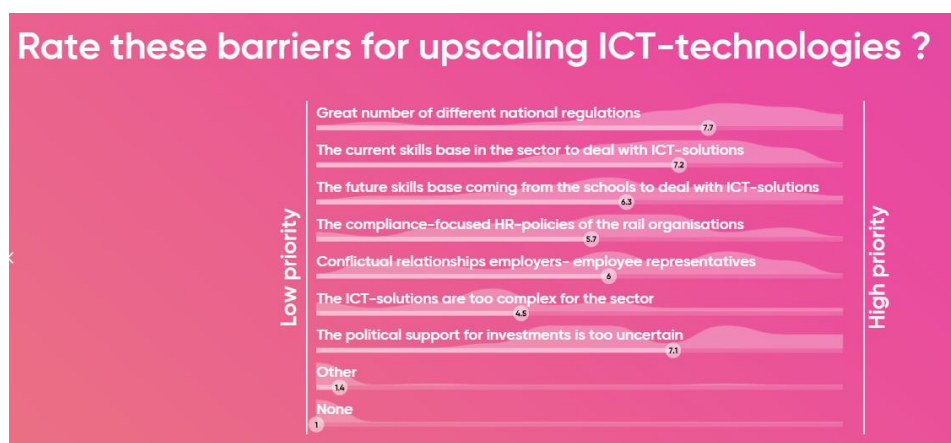 Rate these barriers for upscaling ICT-technologies ?
Low priority
Great number of different national regulations
7.7
The current skills base in the sector to deal with ICT-solutions
7.2
The future skills base coming from the schools to deal with ICT-solutions
6.3
The compliance-focused HR-policies of the rail organisations
5.7
Conflictual relationships employers- employee representatives
6
The ICT-solutions are too complex for the sector
4.5
The political support for investments is too uncertain
7.1
Other
1.4
None
1
High priority